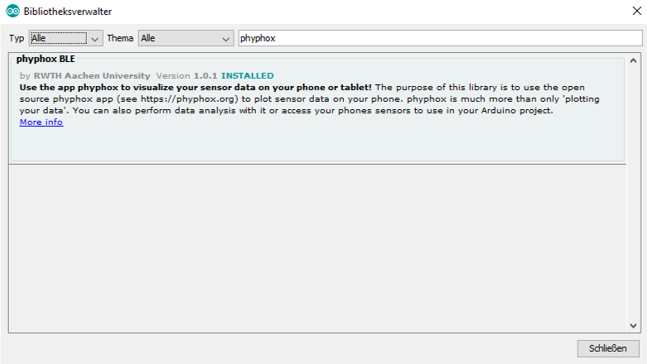 Bibliotheksverwalter
Typ Alle Thema Alle phyphox
phyphox BLE
by RWTH Aachen University Version 1.0.1 INSTALLED
Use the app phyphox to visualize your sensor data on your phone or tablet! The purpose of this library is to use the open
source phyphox app (see https://phyphox.org) to plot sensor data on your phone. phyphox is much more than only 'plotting
your data'. You can also perform data analysis with it or access your phones sensors to use in your Arduino project.
More info
Schließen